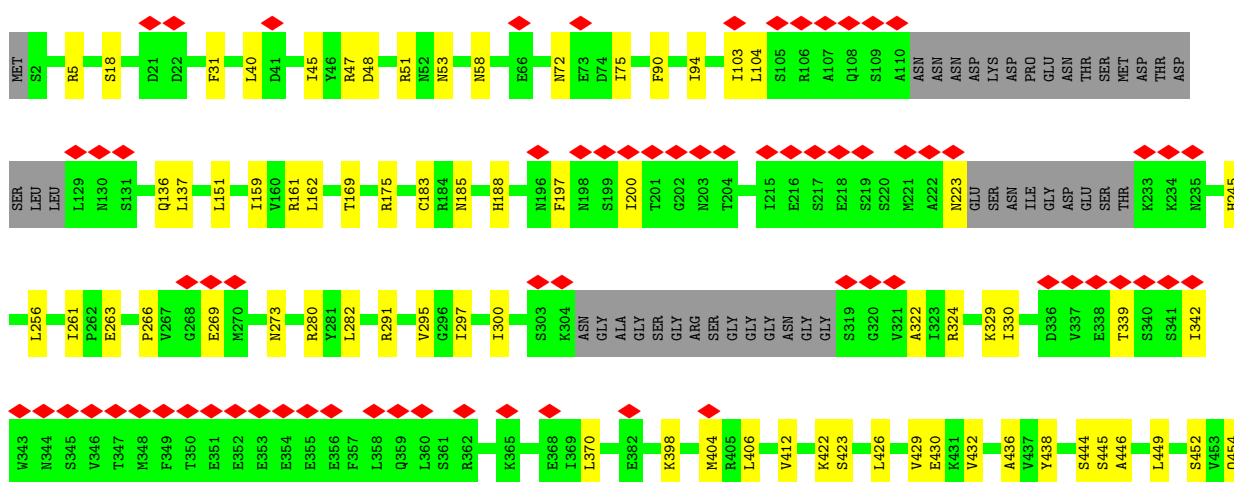 MET S2 R5 S18 D21 D22 F31 L40 D41 I45 Y46 R47 D48 R51 N52 N53 N58 E66 N72 E73 D74 I75 F90 I94 I103 L104 S105 R106 A107 Q108 S109 A110 ASN ASN ASN ASP LYS ASP PRO GLU ASN THR SER MET ASP THR ASP
SER LEU LEU L129 N130 S131 Q136 L137 L151 I159 V160 R161 L162 T169 R175 C183 R184 N185 H188 N196 F197 N198 S199 I200 T201 G202 N203 T204 I215 E216 S217 E218 S219 S220 M221 A222 N223 GLU SER ASN ILE GLY ASP GLU SER THR K233 K234 N235 H245
L256 I261 P262 E263 P266 V267 G268 E269 M270 N273 R280 Y281 L282 R291 V295 G296 I297 I300 S303 K304 ASN GLY ALA GLY SER GLY ARG SER GLY GLY GLY ASN GLY GLY S319 G320 V321 A322 I323 R324 K329 I330 D336 V337 E338 T339 S340 S341 I342
W343 N344 S345 V346 T347 M348 F349 T350 E351 E352 E353 E354 E355 E356 F357 L358 Q359 L360 S361 R362 K365 E368 I369 L370 E382 K398 M404 R405 L406 V412 K422 S423 L426 V429 E430 K431 V432 A436 V437 Y438 S444 S445 A446 L449 S452 V453